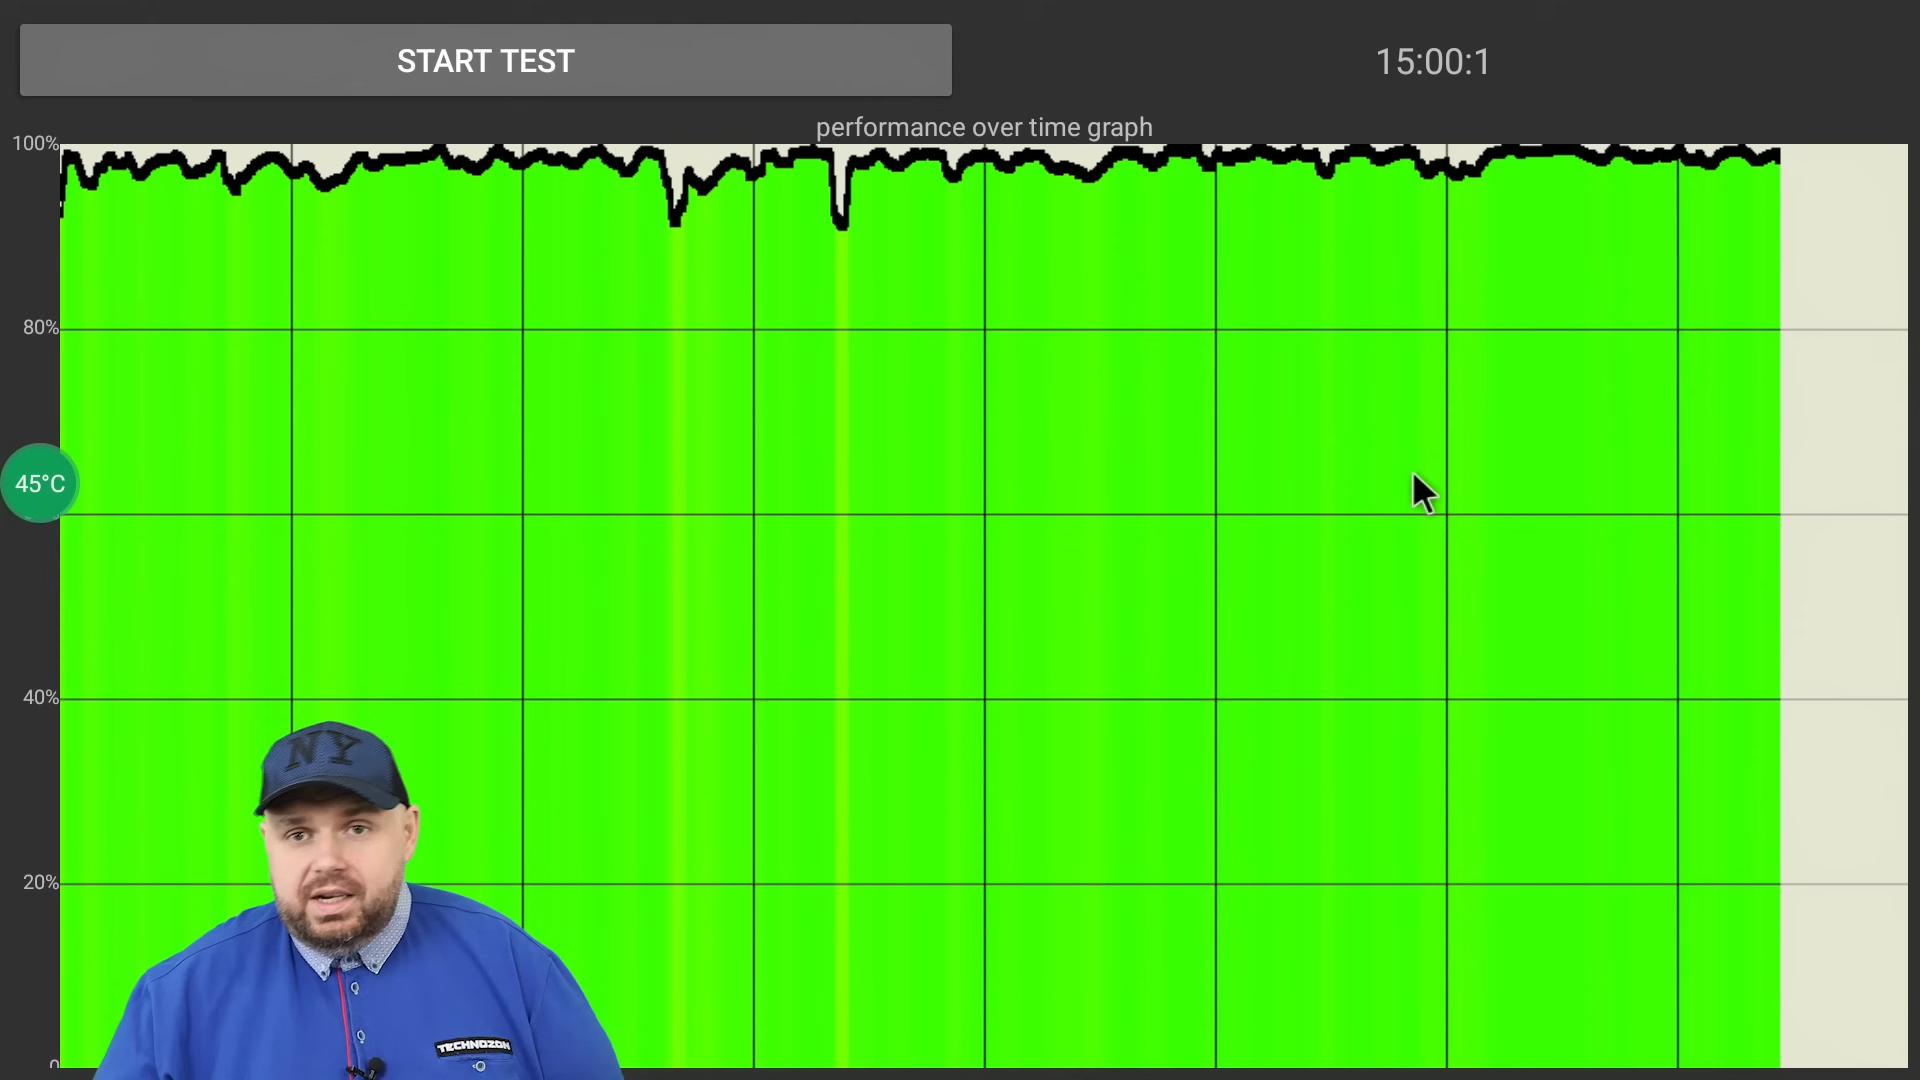 START TEST
15:00:1
performance over time graph
100%
80%
45°C
40%
NY
20%
TECHNOZON
0